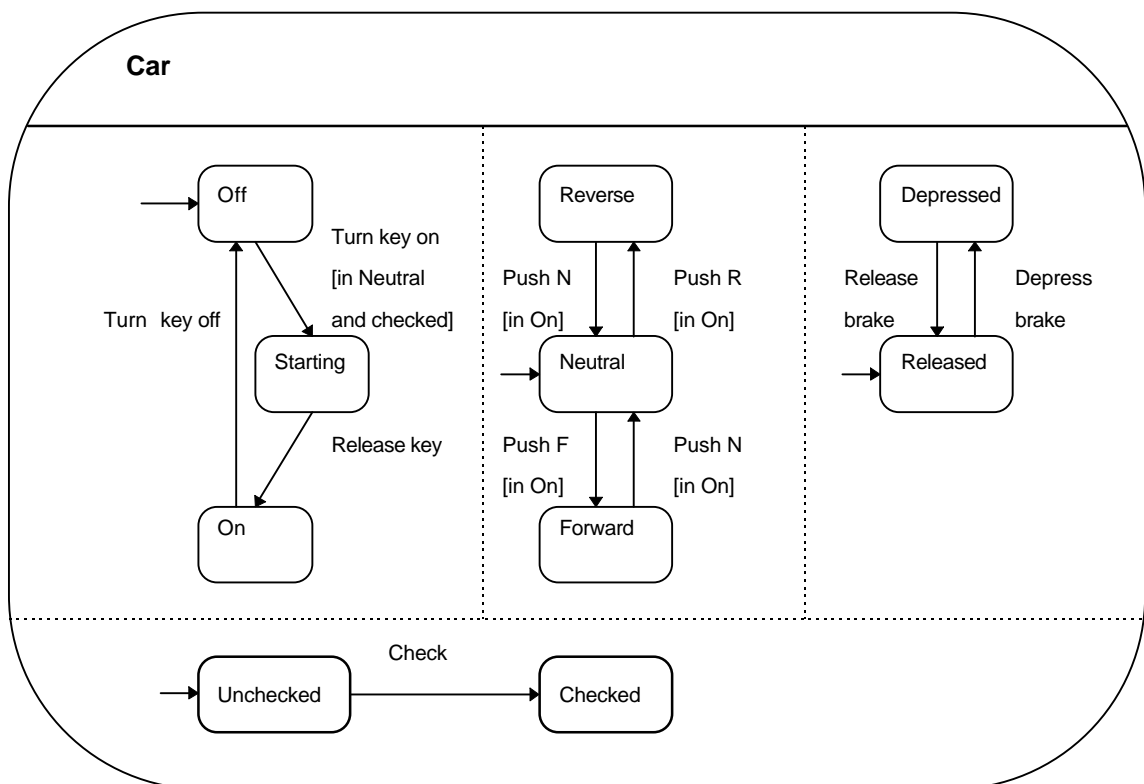 Car
Off
Turn key on
[in Neutral
and checked]
Turn key off
Starting
Release key
On
Reverse
Push N
[in On]
Push R
[in On]
Neutral
Push F
[in On]
Push N
[in On]
Forward
Depressed
Release
brake
Depress
brake
Released
Unchecked
Check
Checked